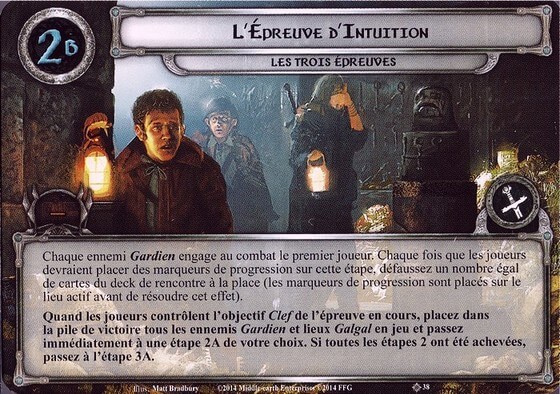 2B
L'Épreuve d'Intuition
Les Trois Épreuves
Chaque ennemi Gardien engage au combat le premier joueur. Chaque fois que les joueurs
devraient placer des marqueurs de progression sur cette étape, défaussez un nombre égal
de cartes du deck de rencontre à la place (les marqueurs de progression sont placés sur le
lieu actif avant de résoudre cet effet).
Quand les joueurs contrôlent l'objectif Clef de l'épreuve en cours, placez dans
la pile de victoire tous les ennemis Gardien et lieux Galgal en jeu et passez
immédiatement à une étape 2A de votre choix. Si toutes les étapes 2 ont été achevées,
passez à l'étape 3A.
Illus. Matt Bradbury ©2014 Middle-earth Enterprises ©2014 FFG 38